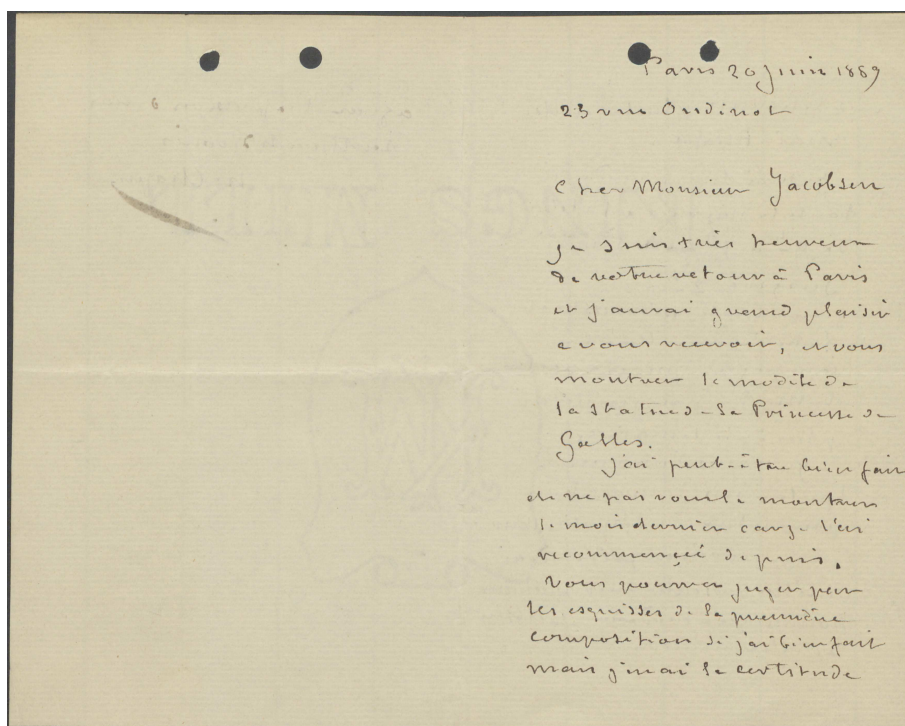 Paris 20 Juin 1889
23 rue Oudinot
Cher Monsieur Jacobsen
je suis très heureux
de votre retour à Paris
et j'aurai grand plaisir
a vous recevoir, et vous
montrer le modèle de
la statue de la Princesse de
Galles.
j'ai peut-être bien fait
de ne pas vous le montrer
le mois dernier car je l'ai
recommencé depuis.
Vous pourrez juger par
les esquisses de la première
composition si j'ai bien fait
mais j'en ai la certitude